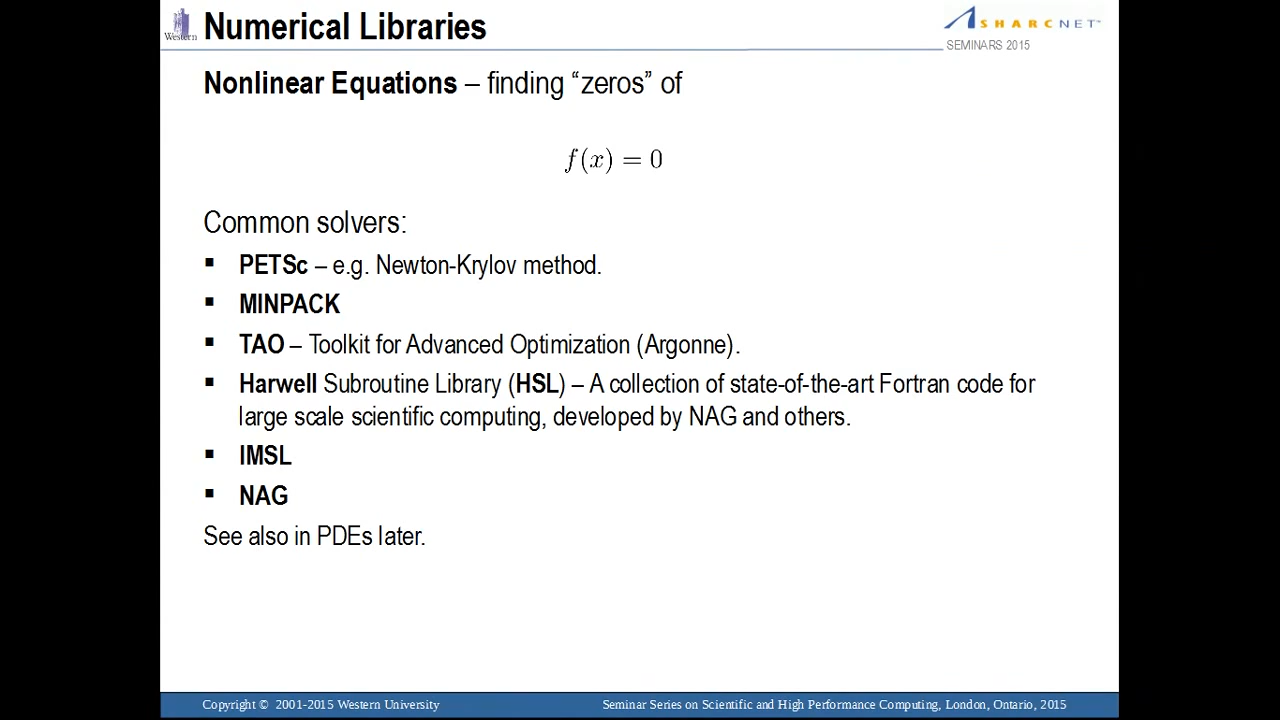 Western
Numerical Libraries
SHARCNET™
SEMINARS 2015
Nonlinear Equations – finding “zeros” of
f(x) = 0
Common solvers:
▪ PETSc – e.g. Newton-Krylov method.
▪ MINPACK
▪ TAO – Toolkit for Advanced Optimization (Argonne).
▪ Harwell Subroutine Library (HSL) – A collection of state-of-the-art Fortran code for
large scale scientific computing, developed by NAG and others.
▪ IMSL
▪ NAG
See also in PDEs later.
Copyright © 2001-2015 Western University
Seminar Series on Scientific and High Performance Computing, London, Ontario, 2015